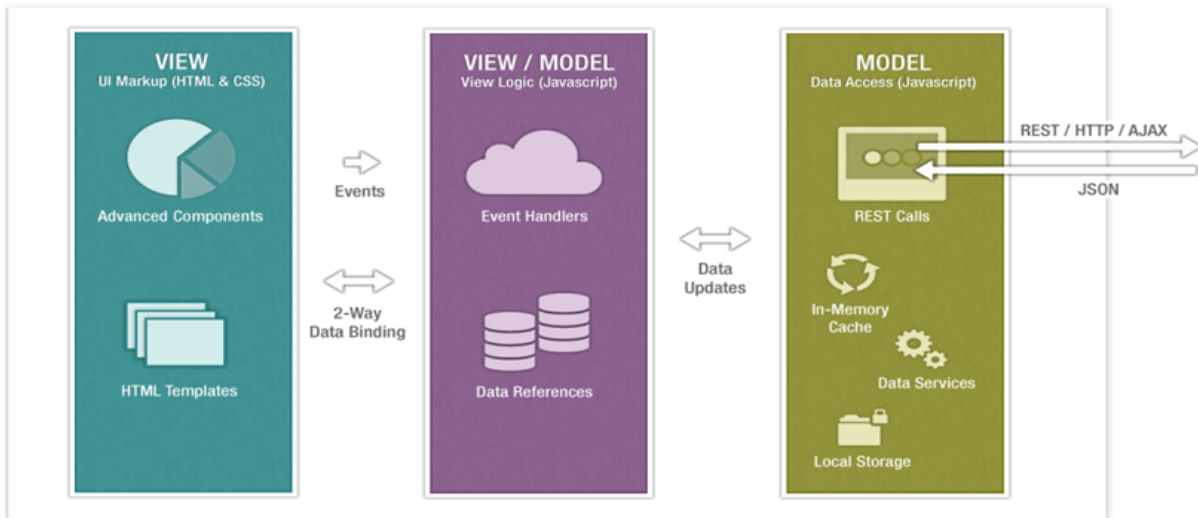 VIEW
UI Markup (HTML & CSS)
Advanced Components
HTML Templates
Events
2-Way
Data Binding
VIEW / MODEL
View Logic (Javascript)
Event Handlers
Data References
Data
Updates
MODEL
Data Access (Javascript)
REST Calls
In-Memory
Cache
Data Services
Local Storage
REST / HTTP / AJAX
JSON